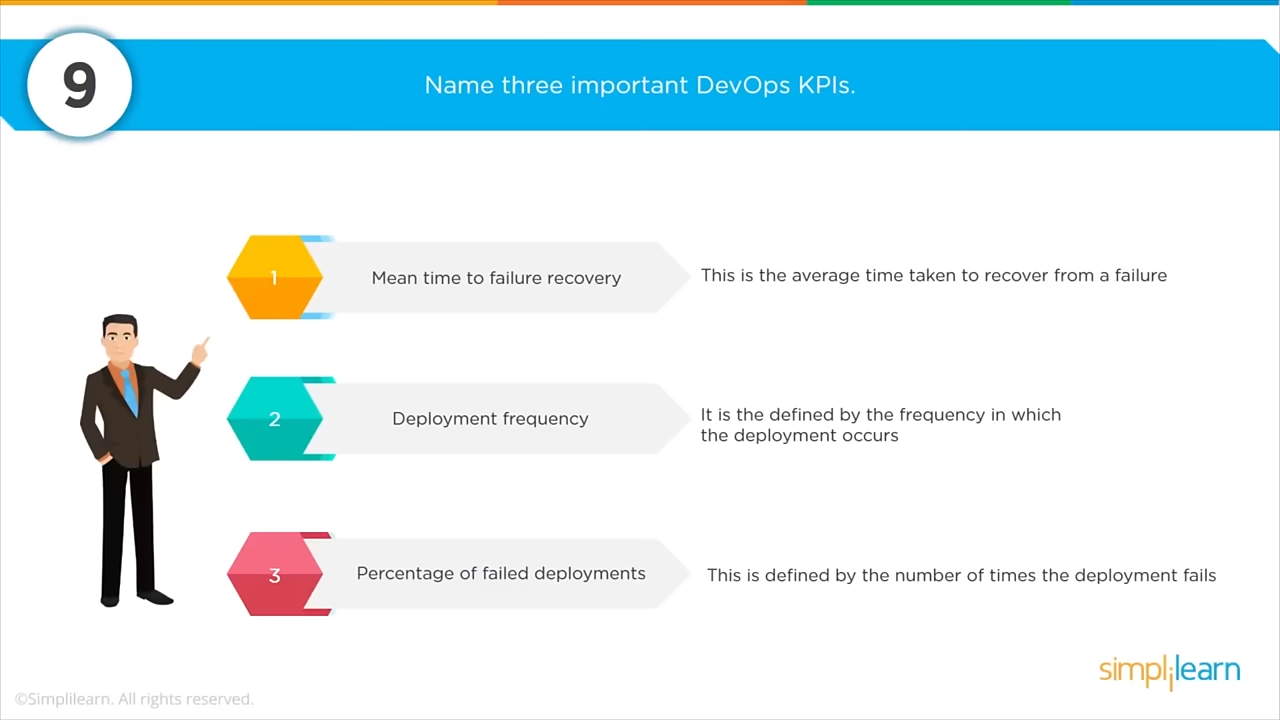 9
Name three important DevOps KPIs.
1
Mean time to failure recovery
This is the average time taken to recover from a failure
2
Deployment frequency
It is the defined by the frequency in which
the deployment occurs
3
Percentage of failed deployments
This is defined by the number of times the deployment fails
simplilearn
©Simplilearn. All rights reserved.